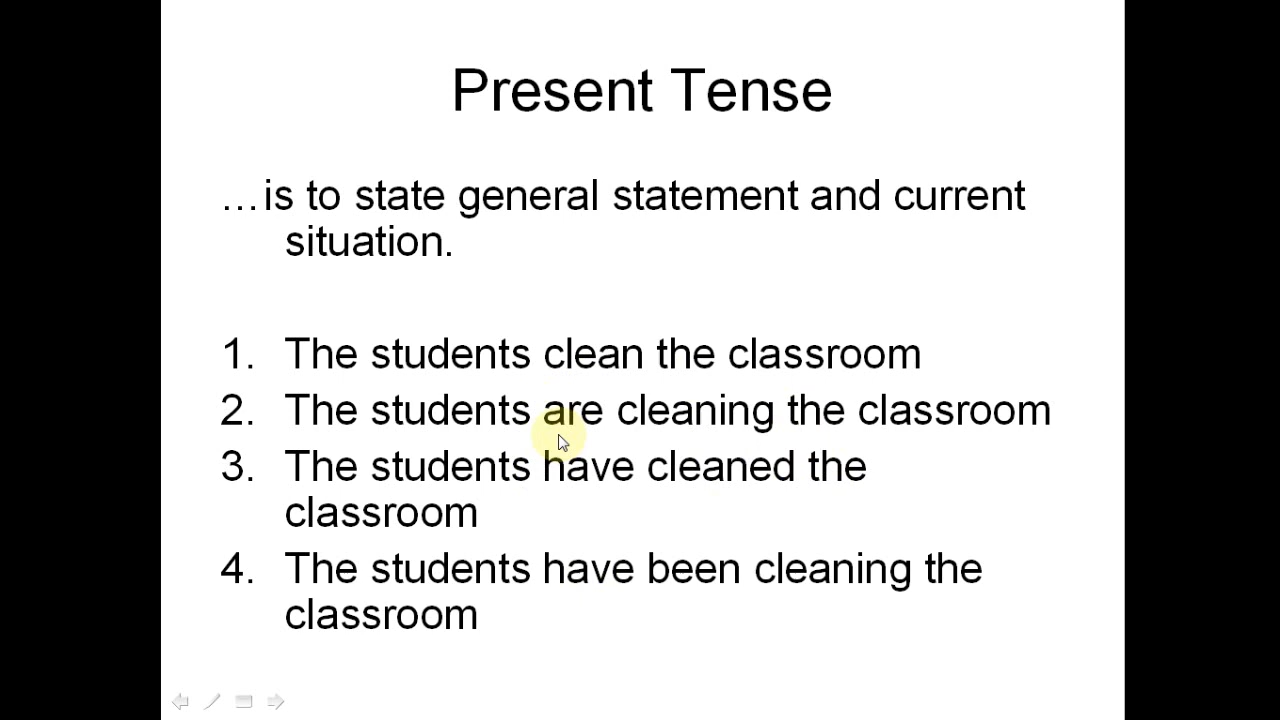 Present Tense
…is to state general statement and current
situation.
1. The students clean the classroom
2. The students are cleaning the classroom
3. The students have cleaned the
classroom
4. The students have been cleaning the
classroom